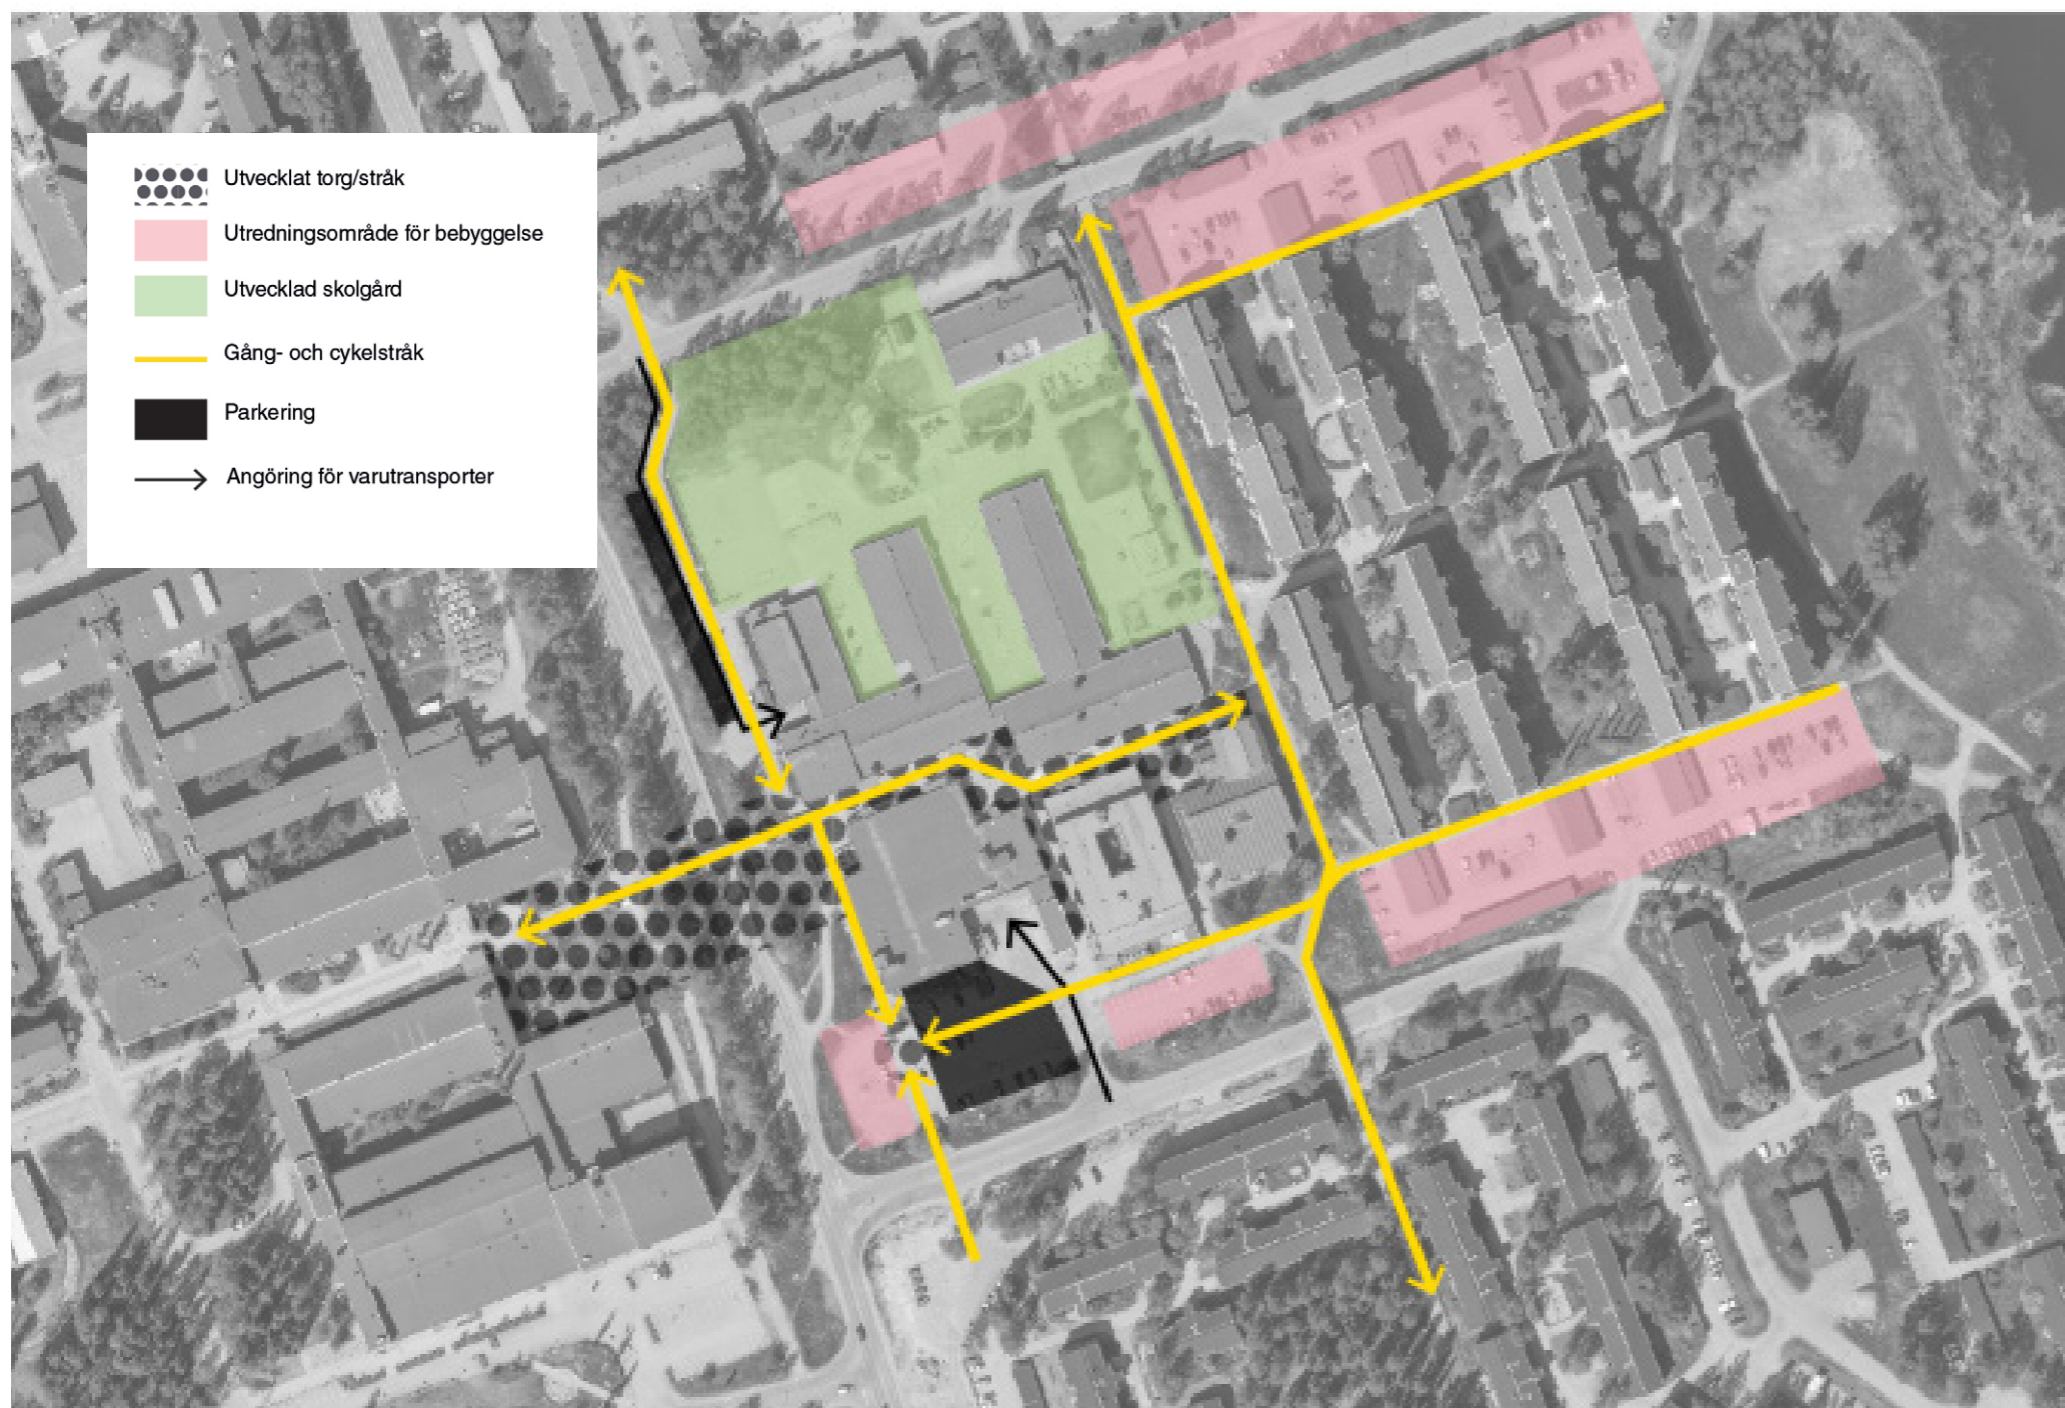 Utvecklat torg/stråk
Utredningsområde för bebyggelse
Utvecklad skolgård
Gång- och cykelstråk
Parkering
Angöring för varutransporter